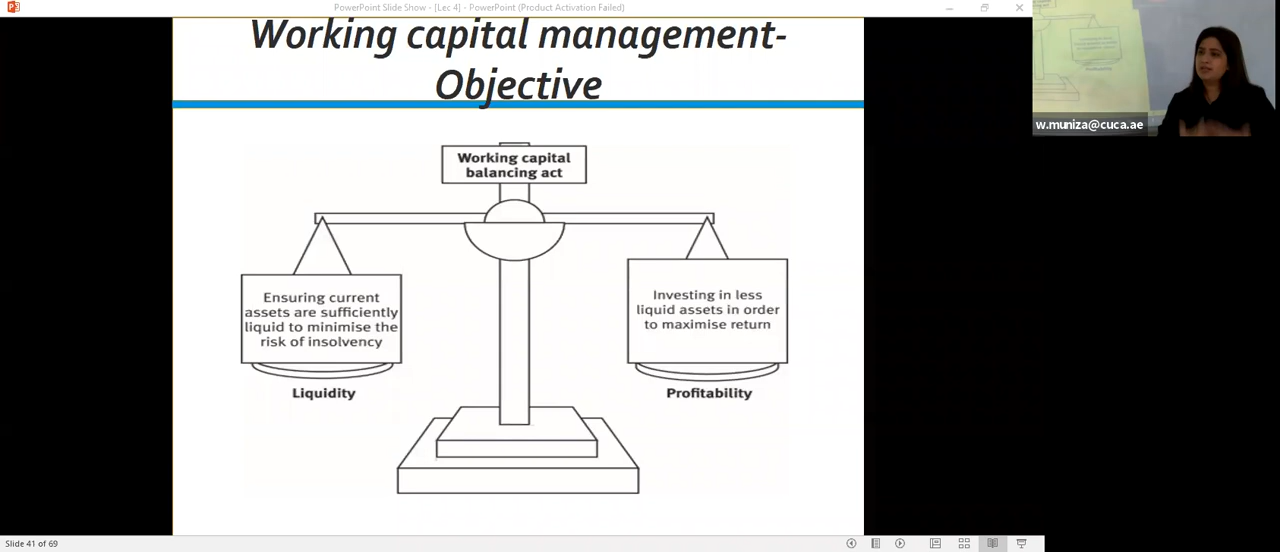 PowerPoint Slide Show - [Lec 4] - PowerPoint (Product Activation Failed)
Working capital management-
Objective
w.muniza@cuca.ae
Working capital
balancing act
Ensuring current
assets are sufficiently
liquid to minimise the
risk of insolvency
Liquidity
Investing in less
liquid assets in order
to maximise return
Profitability
Slide 41 of 69